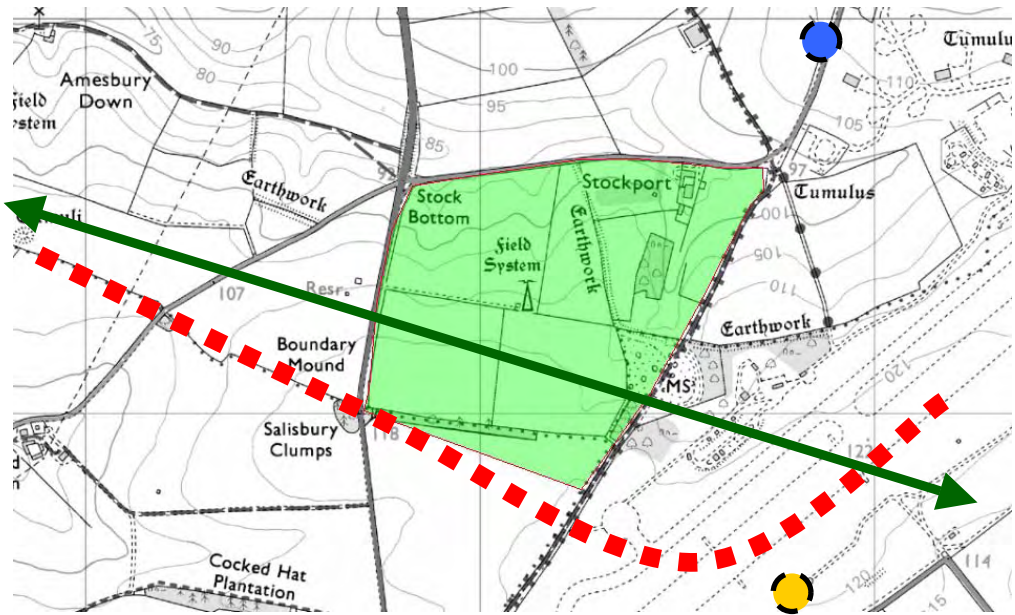 75
90
80
Amesbury
Down
Field
System
100
95
85
Earthwork
Stock
Bottom
Stockport
Earthwork
Field
System
Tumulus
110
105
97
Tumulus
100
105
110
Earthwork
120
Tumuli
107
Resr
Boundary
Mound
MS
Salisbury
Clumps
118
122
Cocked Hat
Plantation
120
114